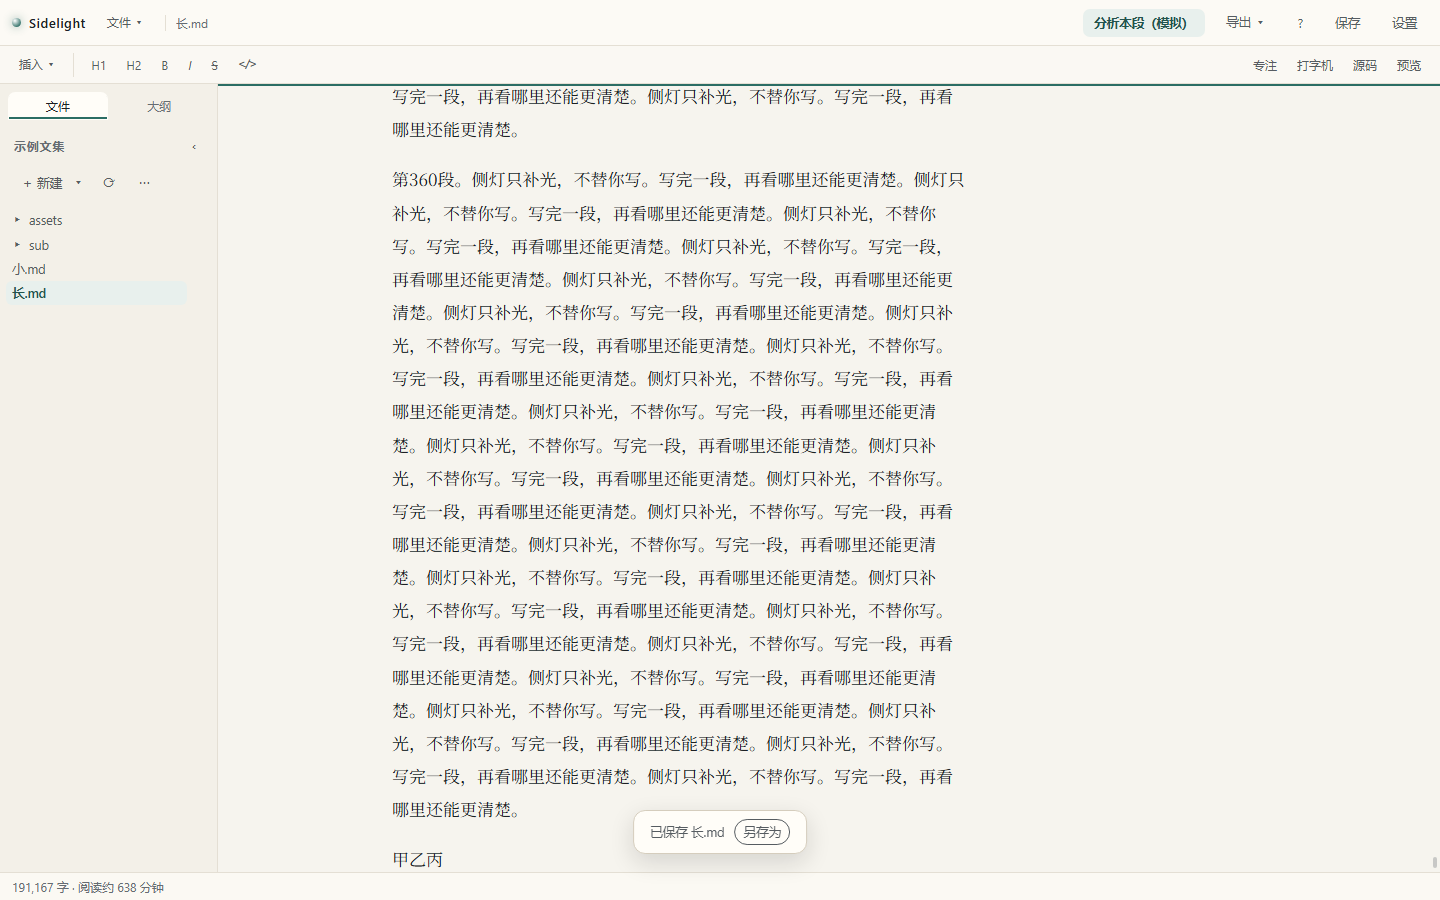 Sidelight 文件 ▾ 长.md 分析本段（模拟） 导出 ▾ ? 保存 设置
插入 ▾ H1 H2 B I S </> 专注 打字机 源码 预览
文件 大纲
示例文集 ‹
+ 新建 ▾ ⟳ ···
▸ assets
▸ sub
小.md
长.md
写完一段，再看哪里还能更清楚。侧灯只补光，不替你写。写完一段，再看
哪里还能更清楚。
第360段。侧灯只补光，不替你写。写完一段，再看哪里还能更清楚。侧灯只
补光，不替你写。写完一段，再看哪里还能更清楚。侧灯只补光，不替你
写。写完一段，再看哪里还能更清楚。侧灯只补光，不替你写。写完一段，
再看哪里还能更清楚。侧灯只补光，不替你写。写完一段，再看哪里还能更
清楚。侧灯只补光，不替你写。写完一段，再看哪里还能更清楚。侧灯只补
光，不替你写。写完一段，再看哪里还能更清楚。侧灯只补光，不替你写。
写完一段，再看哪里还能更清楚。侧灯只补光，不替你写。写完一段，再看
哪里还能更清楚。侧灯只补光，不替你写。写完一段，再看哪里还能更清
楚。侧灯只补光，不替你写。写完一段，再看哪里还能更清楚。侧灯只补
光，不替你写。写完一段，再看哪里还能更清楚。侧灯只补光，不替你写。
写完一段，再看哪里还能更清楚。侧灯只补光，不替你写。写完一段，再看
哪里还能更清楚。侧灯只补光，不替你写。写完一段，再看哪里还能更清
楚。侧灯只补光，不替你写。写完一段，再看哪里还能更清楚。侧灯只补
光，不替你写。写完一段，再看哪里还能更清楚。侧灯只补光，不替你写。
写完一段，再看哪里还能更清楚。侧灯只补光，不替你写。写完一段，再看
哪里还能更清楚。侧灯只补光，不替你写。写完一段，再看哪里还能更清
楚。侧灯只补光，不替你写。写完一段，再看哪里还能更清楚。侧灯只补
光，不替你写。写完一段，再看哪里还能更清楚。侧灯只补光，不替你写。
写完一段，再看哪里还能更清楚。侧灯只补光，不替你写。写完一段，再看
哪里还能更清楚。
甲乙丙
已保存 长.md 另存为
191,167 字 · 阅读约 638 分钟